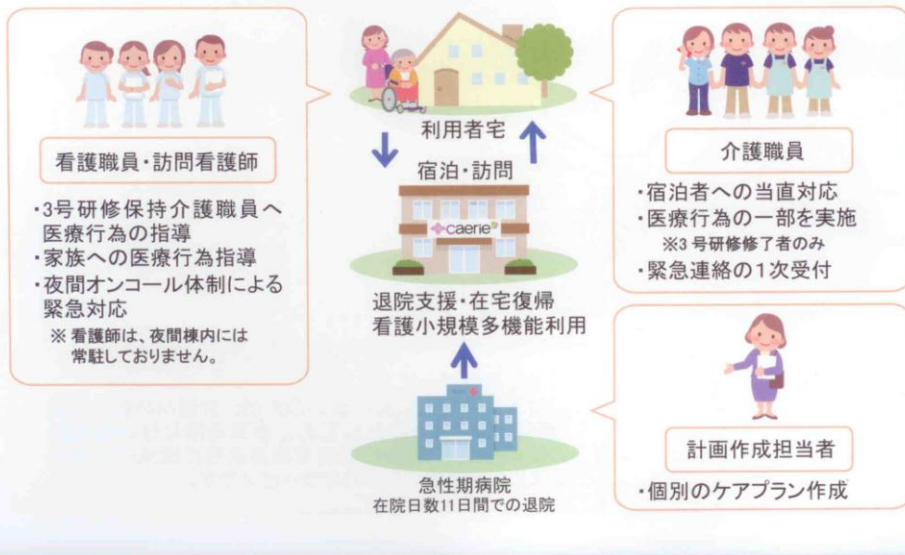 看護職員・訪問看護師
・3号研修保持介護職員へ
医療行為の指導
・家族への医療行為指導
・夜間オンコール体制による
緊急対応
※ 看護師は、夜間棟内には
常駐しておりません。
利用者宅
宿泊・訪問
caerie
退院支援・在宅復帰
看護小規模多機能利用
急性期病院
在院日数11日間での退院
介護職員
・宿泊者への当直対応
・医療行為の一部を実施
※3号研修修了者のみ
・緊急連絡の1次受付
計画作成担当者
・個別のケアプラン作成